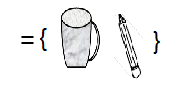 = { }